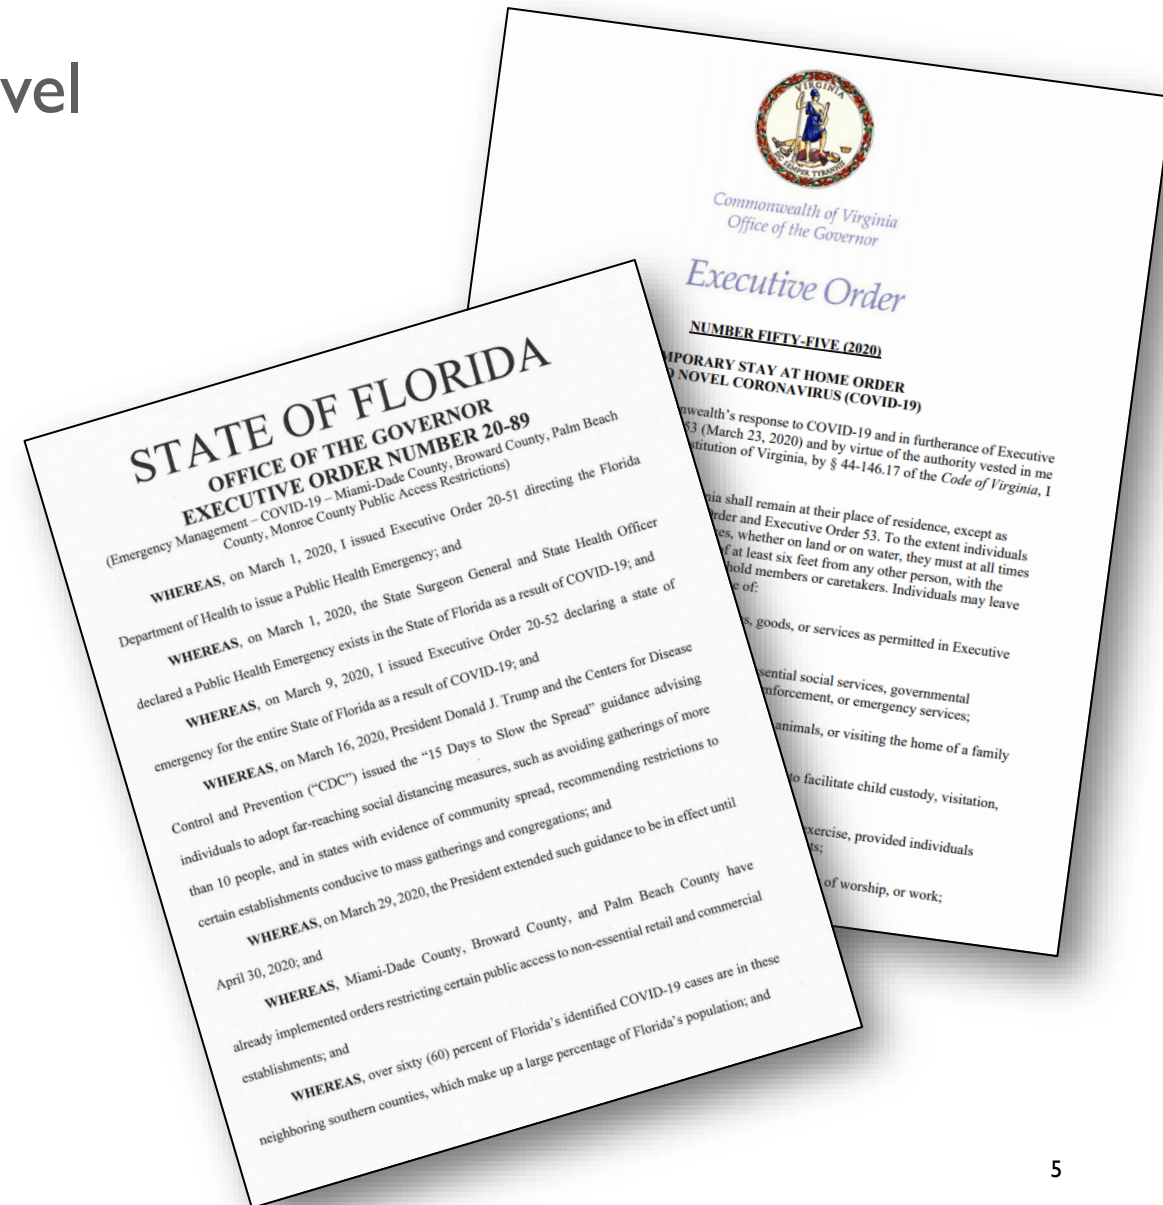 vel
VIRGINIA
SIC SEMPER TYRANNIS
Commonwealth of Virginia
Office of the Governor
Executive Order
NUMBER FIFTY-FIVE (2020)
MPORARY STAY AT HOME ORDER
NOVEL CORONAVIRUS (COVID-19)
wealth's response to COVID-19 and in furtherance of Executive
53 (March 23, 2020) and by virtue of the authority vested in me
stitution of Virginia, by § 44-146.17 of the Code of Virginia, I
nia shall remain at their place of residence, except as
rder and Executive Order 53. To the extent individuals
es, whether on land or on water, they must at all times
of at least six feet from any other person, with the
hold members or caretakers. Individuals may leave
e of:
s, goods, or services as permitted in Executive
sential social services, governmental
nforcement, or emergency services;
animals, or visiting the home of a family
to facilitate child custody, visitation,
xercise, provided individuals
ts;
of worship, or work;
STATE OF FLORIDA
OFFICE OF THE GOVERNOR
EXECUTIVE ORDER NUMBER 20-89
(Emergency Management – COVID-19 – Miami-Dade County, Broward County, Palm Beach
County, Monroe County Public Access Restrictions)
WHEREAS, on March 1, 2020, I issued Executive Order 20-51 directing the Florida
Department of Health to issue a Public Health Emergency; and
WHEREAS, on March 1, 2020, the State Surgeon General and State Health Officer
declared a Public Health Emergency exists in the State of Florida as a result of COVID-19; and
WHEREAS, on March 9, 2020, I issued Executive Order 20-52 declaring a state of
emergency for the entire State of Florida as a result of COVID-19; and
WHEREAS, on March 16, 2020, President Donald J. Trump and the Centers for Disease
Control and Prevention ("CDC") issued the "15 Days to Slow the Spread" guidance advising
individuals to adopt far-reaching social distancing measures, such as avoiding gatherings of more
than 10 people, and in states with evidence of community spread, recommending restrictions to
certain establishments conducive to mass gatherings and congregations; and
WHEREAS, on March 29, 2020, the President extended such guidance to be in effect until
April 30, 2020; and
WHEREAS, Miami-Dade County, Broward County, and Palm Beach County have
already implemented orders restricting certain public access to non-essential retail and commercial
establishments; and
WHEREAS, over sixty (60) percent of Florida's identified COVID-19 cases are in these
neighboring southern counties, which make up a large percentage of Florida's population; and
5